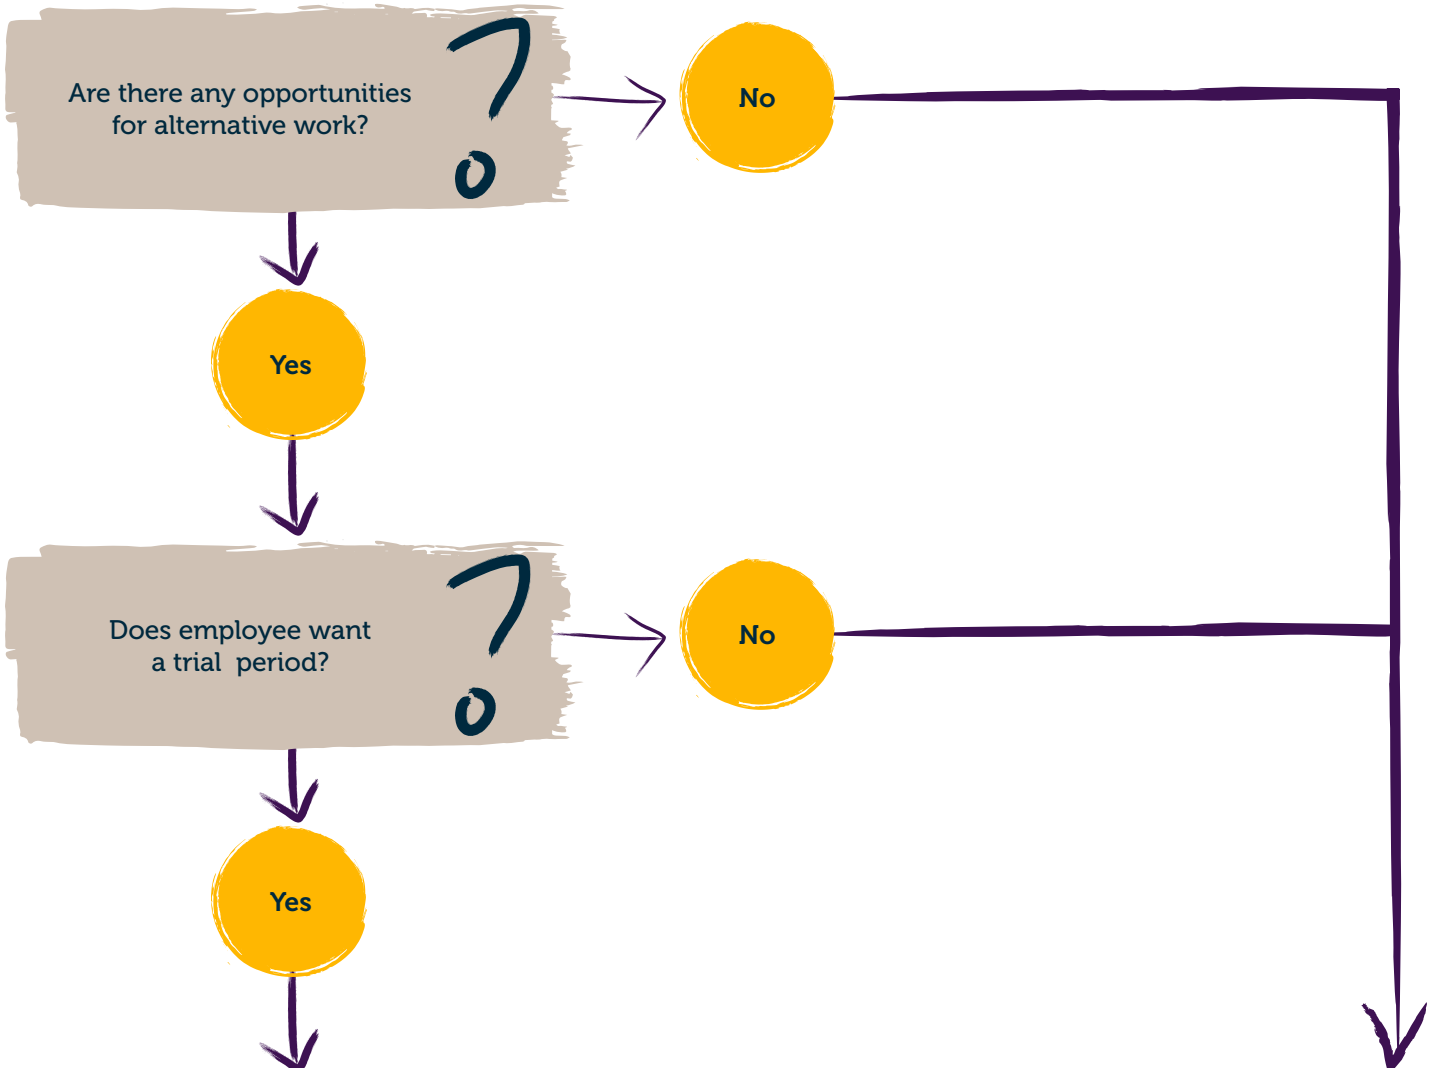 Are there any opportunities
for alternative work?
No
Yes
Does employee want
a trial  period?
No
Yes